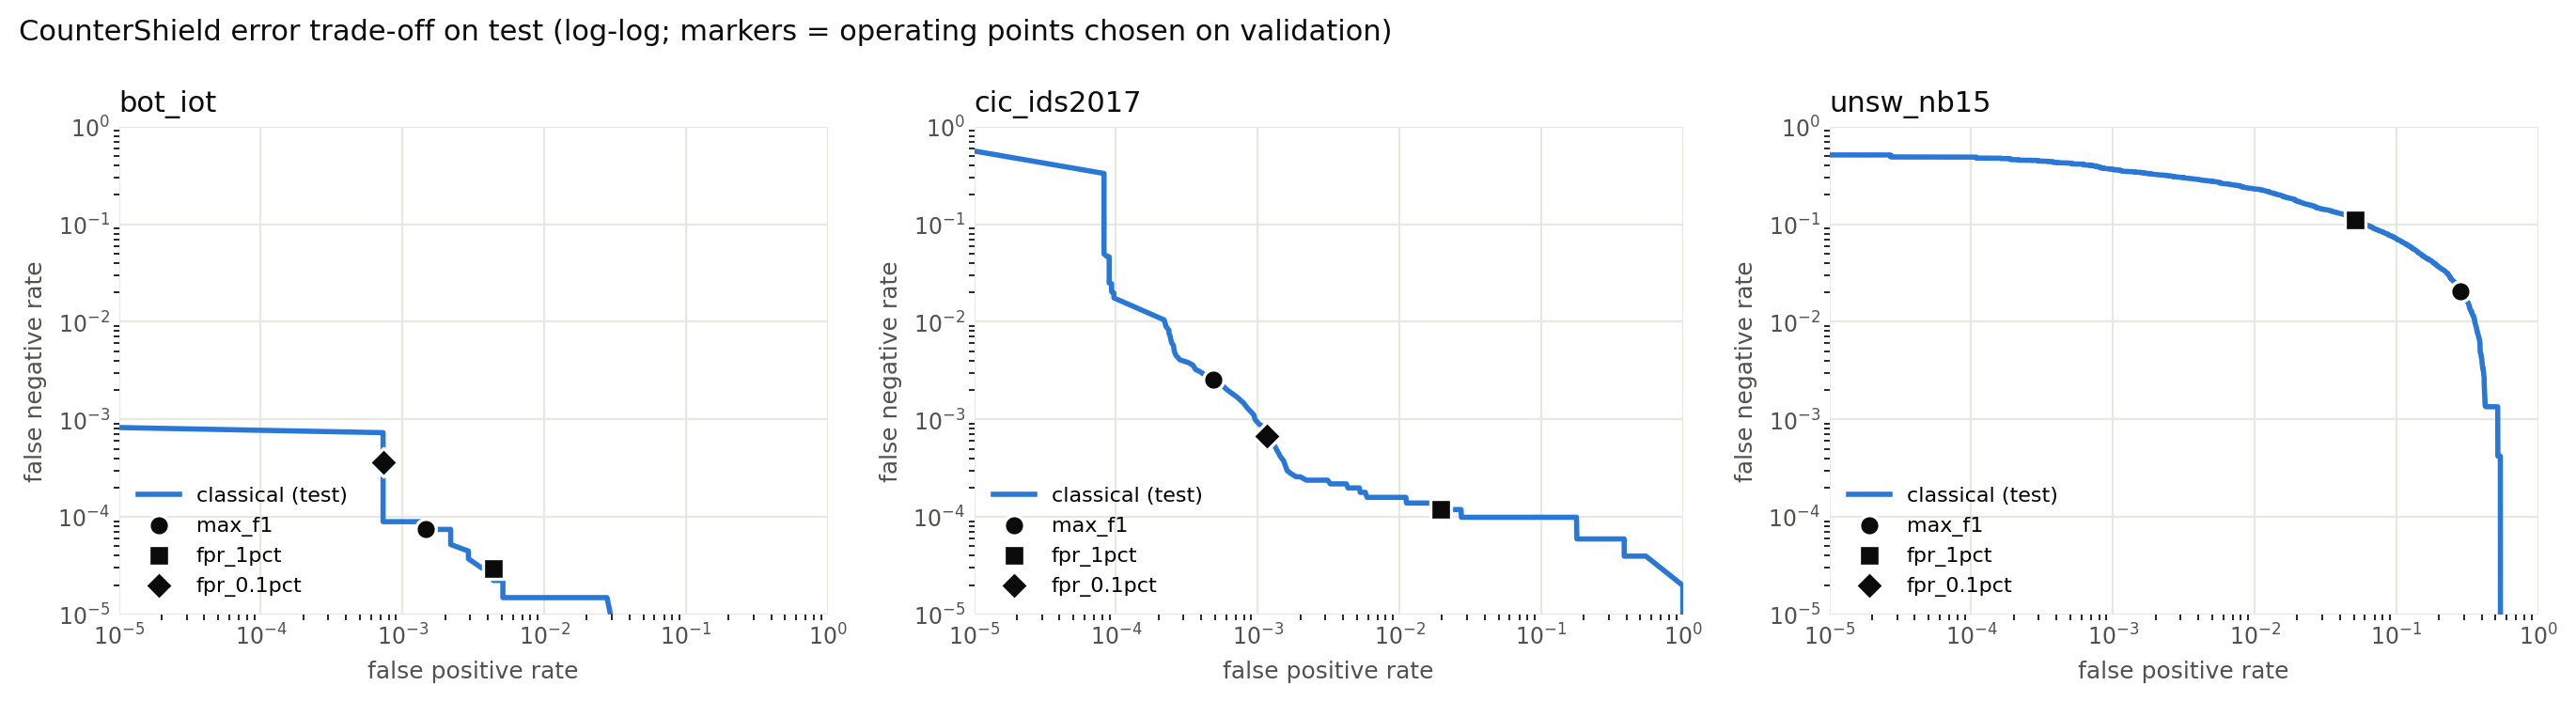 CounterShield error trade-off on test (log-log; markers = operating points chosen on validation)
bot_iot
false negative rate
10⁰
10⁻¹
10⁻²
10⁻³
10⁻⁴
10⁻⁵
classical (test)
max_f1
fpr_1pct
fpr_0.1pct
10⁻⁵ 10⁻⁴ 10⁻³ 10⁻² 10⁻¹ 10⁰
false positive rate
cic_ids2017
false negative rate
10⁰
10⁻¹
10⁻²
10⁻³
10⁻⁴
10⁻⁵
classical (test)
max_f1
fpr_1pct
fpr_0.1pct
10⁻⁵ 10⁻⁴ 10⁻³ 10⁻² 10⁻¹ 10⁰
false positive rate
unsw_nb15
false negative rate
10⁰
10⁻¹
10⁻²
10⁻³
10⁻⁴
10⁻⁵
classical (test)
max_f1
fpr_1pct
fpr_0.1pct
10⁻⁵ 10⁻⁴ 10⁻³ 10⁻² 10⁻¹ 10⁰
false positive rate